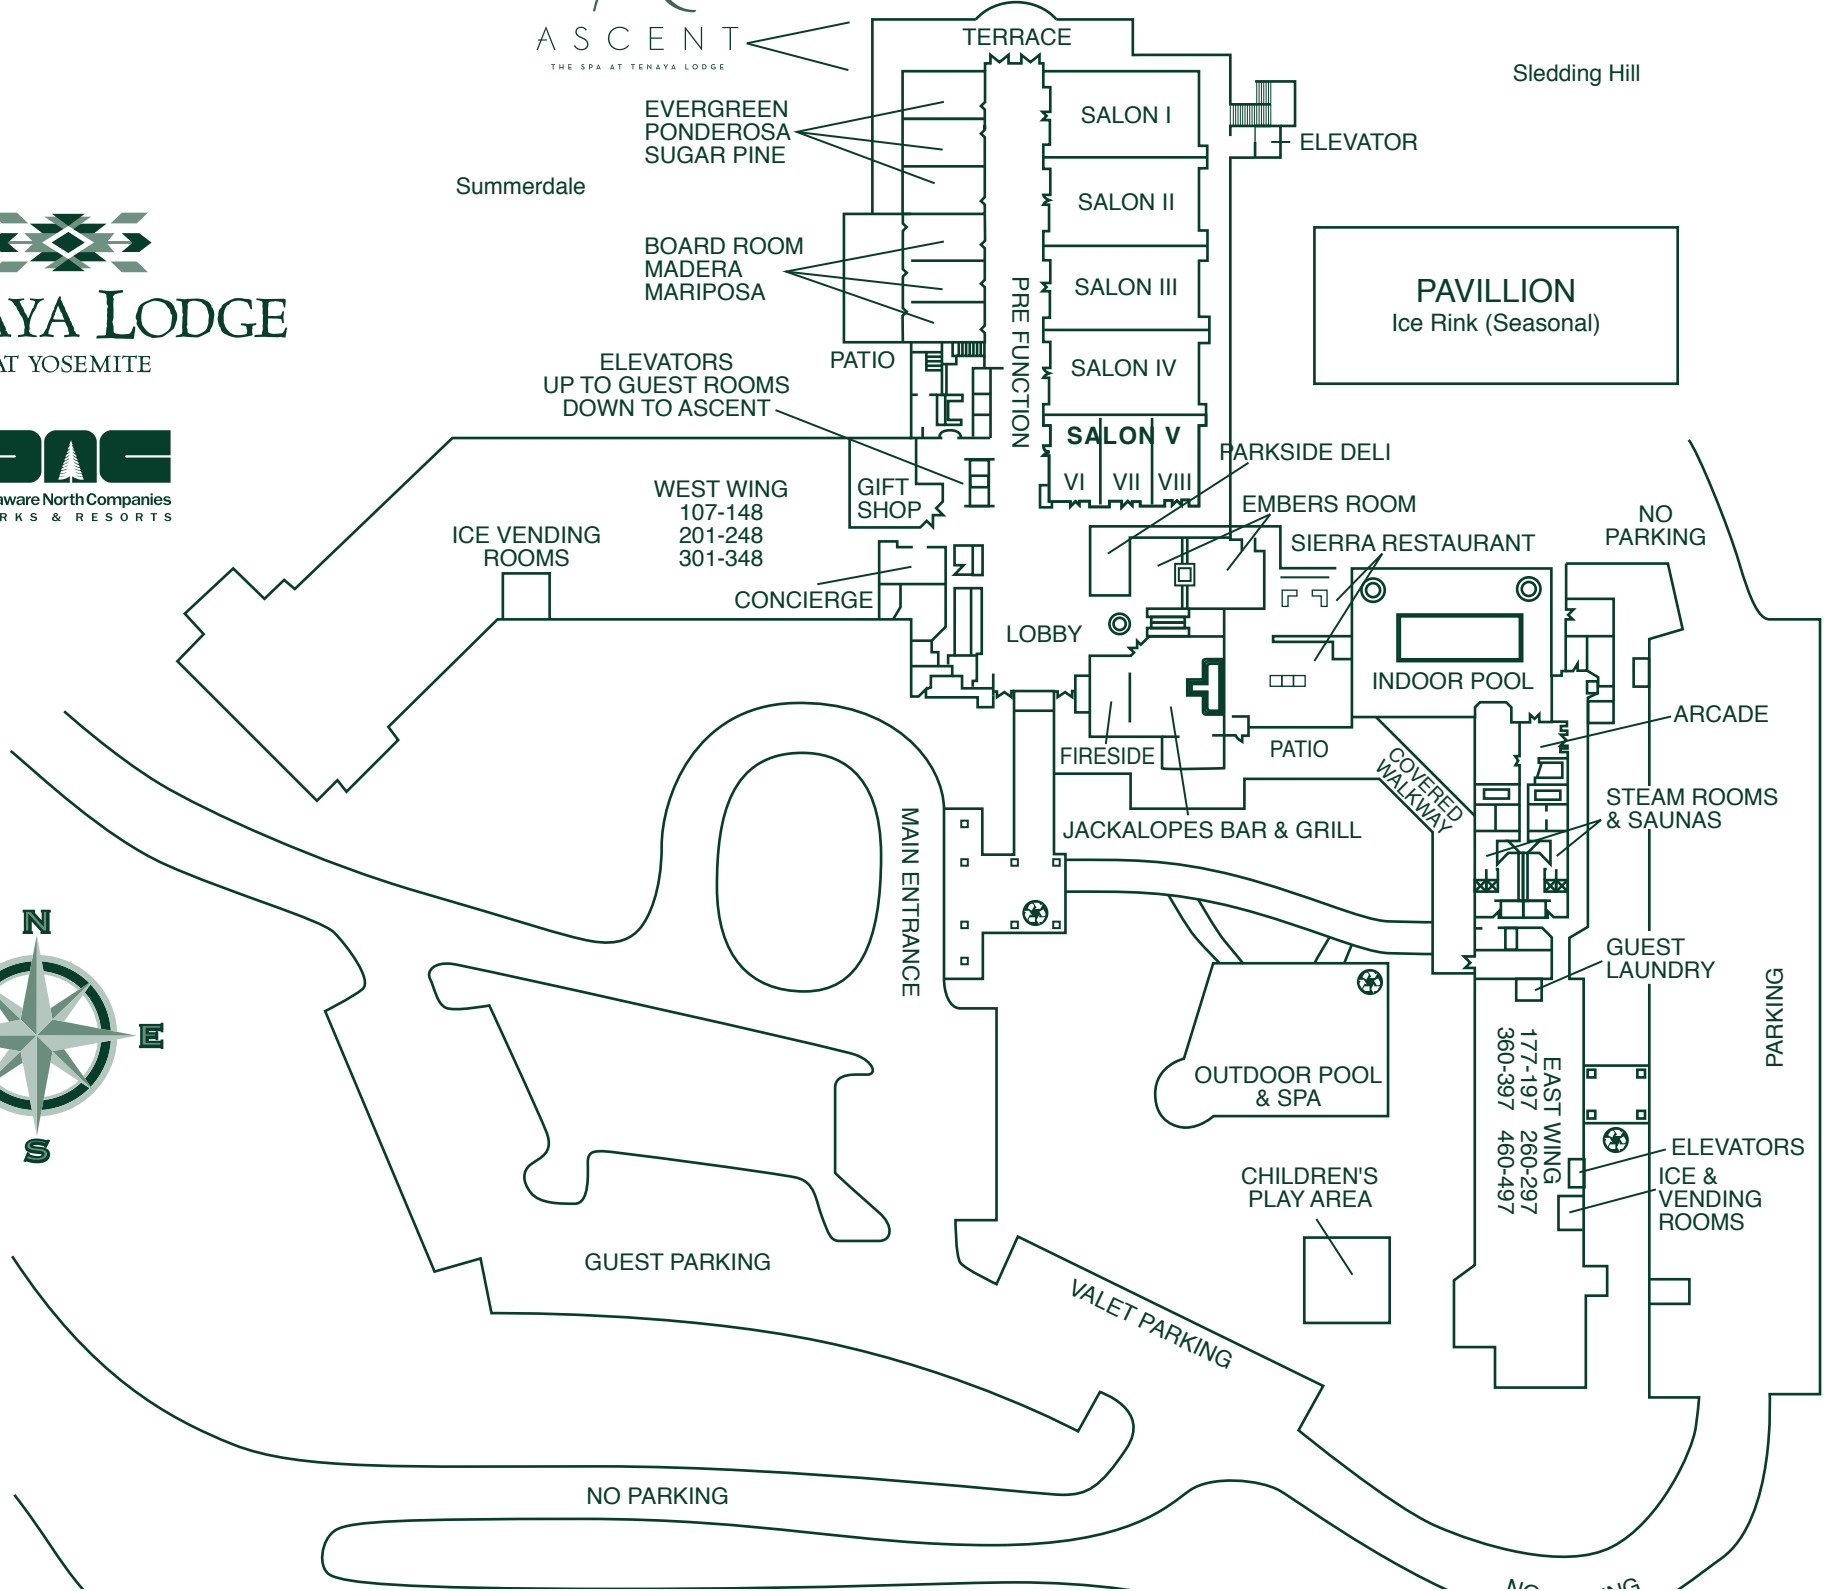 ASCENT
THE SPA AT TENAYA LODGE
TERRACE
Sledding Hill
EVERGREEN
PONDEROSA
SUGAR PINE
SALON I
ELEVATOR
Summerdale
SALON II
BOARD ROOM
MADERA
MARIPOSA
SALON III
PRE FUNCTION
PAVILLION
Ice Rink (Seasonal)
LODGE
AT YOSEMITE
PATIO
ELEVATORS
UP TO GUEST ROOMS
DOWN TO ASCENT
SALON IV
SALON V
VI VII VIII
PARKSIDE DELI
EMBERS ROOM
SIERRA RESTAURANT
NO
PARKING
North Companies
& RESORTS
WEST WING
107-148
201-248
301-348
GIFT
SHOP
ICE VENDING
ROOMS
CONCIERGE
LOBBY
INDOOR POOL
ARCADE
FIRESIDE
PATIO
COVERED
WALKWAY
STEAM ROOMS
& SAUNAS
JACKALOPES BAR & GRILL
MAIN ENTRANCE
N
E
S
GUEST
LAUNDRY
PARKING
OUTDOOR POOL
& SPA
EAST WING
177-197 260-297
360-397 460-497
ELEVATORS
ICE &
VENDING
ROOMS
CHILDREN'S
PLAY AREA
GUEST PARKING
VALET PARKING
NO PARKING